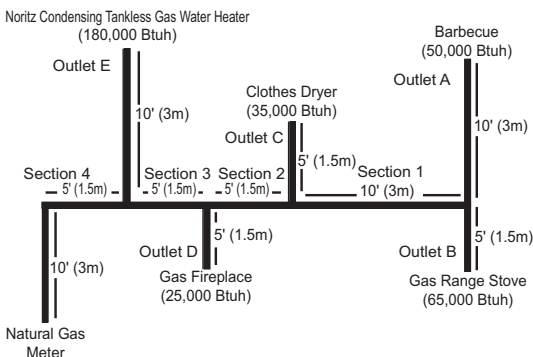 Noritz Condensing Tankless Gas Water Heater
(180,000 Btuh)
Outlet E
10' (3m)
Barbecue
(50,000 Btuh)
Outlet A
10' (3m)
Clothes Dryer
(35,000 Btuh)
Outlet C
5' (1.5m)
Section 4
5' (1.5m)
Section 3
5' (1.5m)
Section 2
5' (1.5m)
Section 1
10' (3m)
10' (3m)
Natural Gas
Meter
Outlet D
5' (1.5m)
Gas Fireplace
(25,000 Btuh)
Outlet B
5' (1.5m)
Gas Range Stove
(65,000 Btuh)